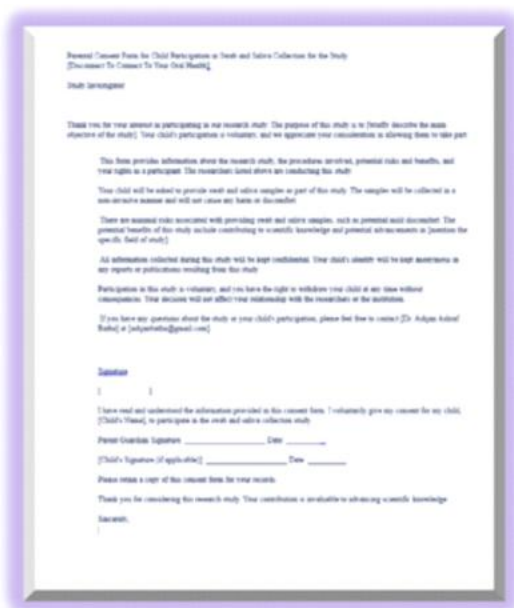 Parental Consent Form for Child Participation in Swab and Saliva Collection for the Study
[Disconnect To Connect To Your Oral Health]
Study Investigator
Thank you for your interest in participating in our research study. The purpose of this study is to [briefly describe the main
objective of the study]. Your child's participation is voluntary, and we appreciate your consideration in allowing them to take part.
This form provides information about the research study, the procedures involved, potential risks and benefits, and
your rights as a participant. The researchers listed above are conducting this study.
Your child will be asked to provide swab and saliva samples as part of this study. The samples will be collected in a
non-invasive manner and will not cause any harm or discomfort.
There are minimal risks associated with providing swab and saliva samples, such as potential mild discomfort. The
potential benefits of this study include contributing to scientific knowledge and potential advancements in [mention the
specific field of study].
All information collected during this study will be kept confidential. Your child's identity will be kept anonymous in
any reports or publications resulting from this study.
Participation in this study is voluntary, and you have the right to withdraw your child at any time without
consequences. Your decision will not affect your relationship with the researchers or the institution.
If you have any questions about the study or your child's participation, please feel free to contact [Dr.
at
Signature
[ ]
I have read and understood the information provided in this consent form. I voluntarily give my consent for my child,
[Child's Name], to participate in the swab and saliva collection study.
Parent/Guardian Signature: ____________________ Date: __________
[Child's Signature (if applicable)]: ____________________ Date: __________
Please retain a copy of this consent form for your records.
Thank you for considering this research study. Your contribution is invaluable to advancing scientific knowledge.
Sincerely,